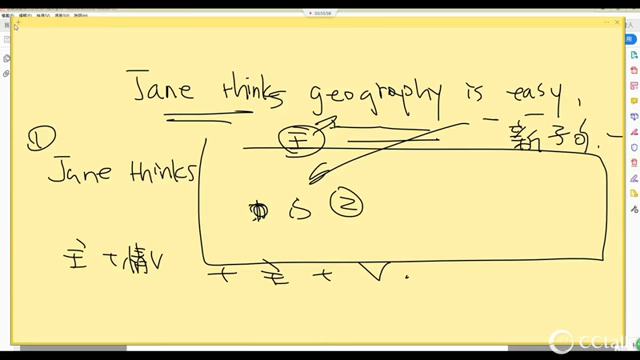 Jane thinks geography is easy,
①
主
新子句
Jane thinks
is ②
主 + 情V + 主 + V .
CCtalk